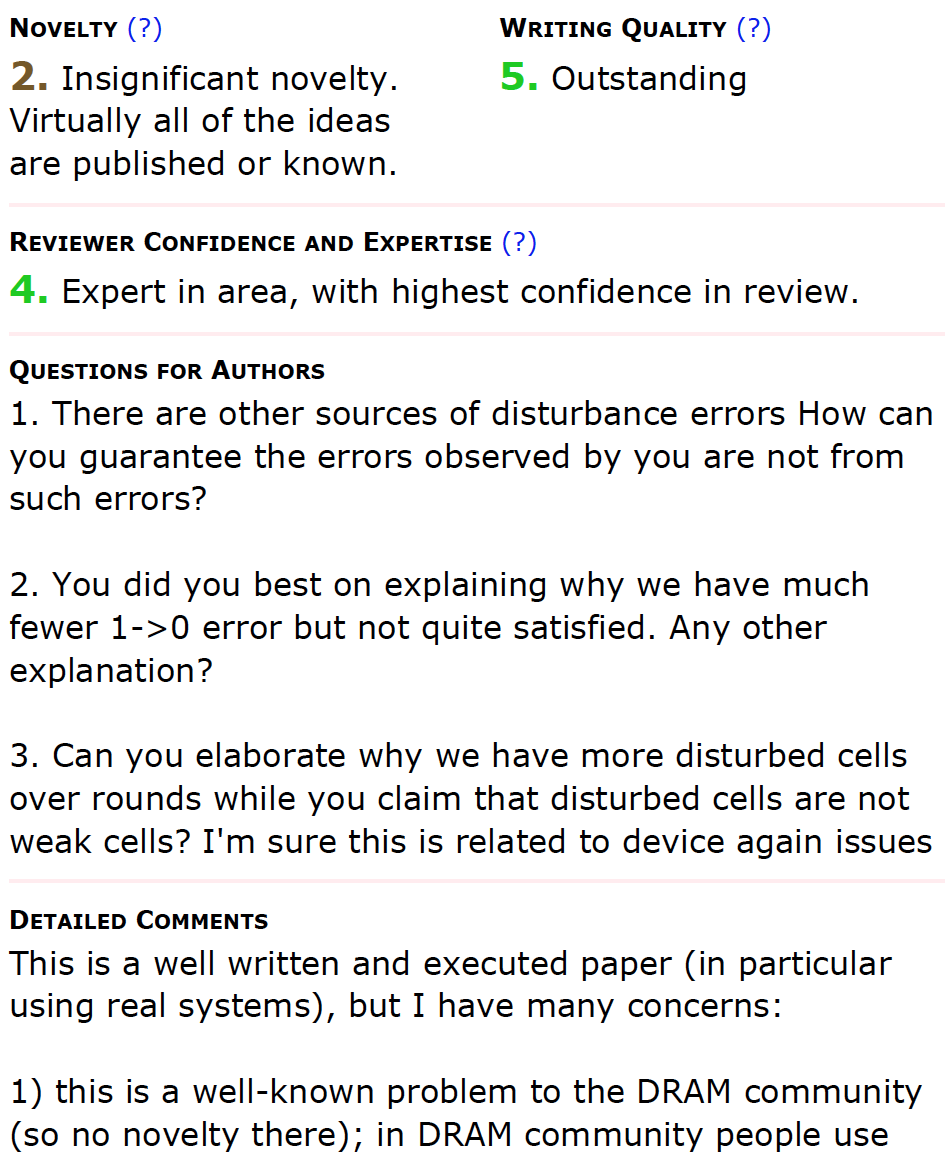 NOVELTY (?)
2. Insignificant novelty.
Virtually all of the ideas
are published or known.
WRITING QUALITY (?)
5. Outstanding
REVIEWER CONFIDENCE AND EXPERTISE (?)
4. Expert in area, with highest confidence in review.
QUESTIONS FOR AUTHORS
1. There are other sources of disturbance errors How can
you guarantee the errors observed by you are not from
such errors?
2. You did you best on explaining why we have much
fewer 1->0 error but not quite satisfied. Any other
explanation?
3. Can you elaborate why we have more disturbed cells
over rounds while you claim that disturbed cells are not
weak cells? I'm sure this is related to device again issues
DETAILED COMMENTS
This is a well written and executed paper (in particular
using real systems), but I have many concerns:
1) this is a well-known problem to the DRAM community
(so no novelty there); in DRAM community people use